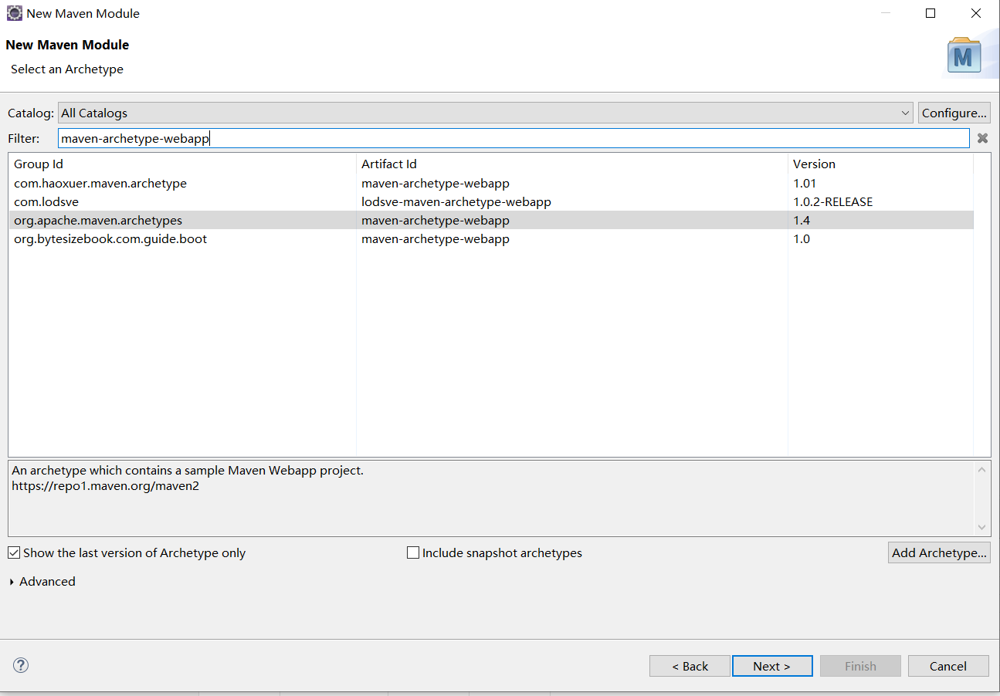 New Maven Module
New Maven Module
Select an Archetype
M
Catalog: All Catalogs Configure...
Filter: maven-archetype-webapp
Group Id Artifact Id Version
com.haoxuer.maven.archetype maven-archetype-webapp 1.01
com.lodsve lodsve-maven-archetype-webapp 1.0.2-RELEASE
org.apache.maven.archetypes maven-archetype-webapp 1.4
org.bytesizebook.com.guide.boot maven-archetype-webapp 1.0
An archetype which contains a sample Maven Webapp project.
https://repo1.maven.org/maven2
Show the last version of Archetype only Include snapshot archetypes Add Archetype...
Advanced
? < Back Next > Finish Cancel